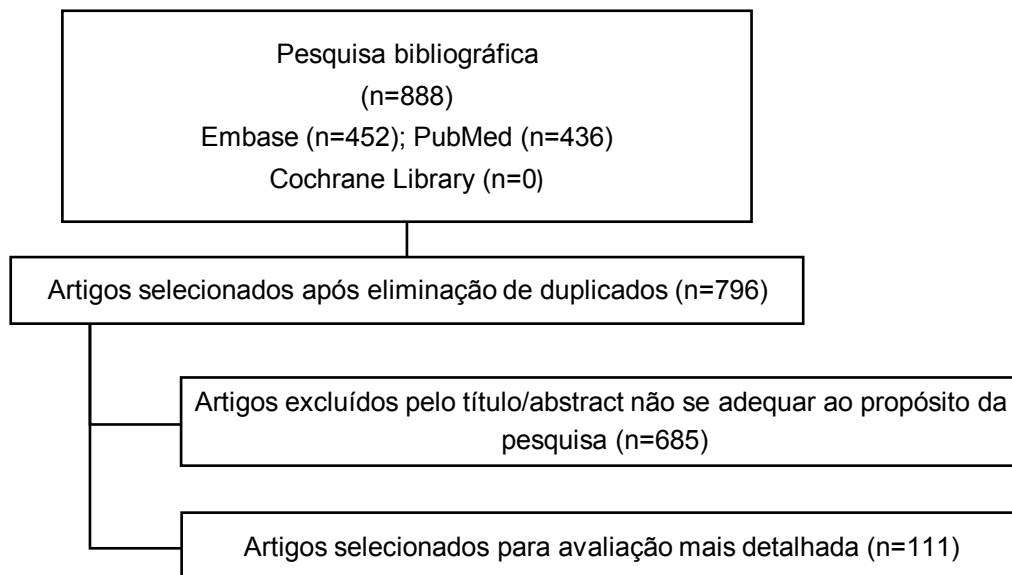 Pesquisa bibliográfica
(n=888)
Embase (n=452); PubMed (n=436)
Cochrane Library (n=0)
Artigos selecionados após eliminação de duplicados (n=796)
Artigos excluídos pelo título/abstract não se adequar ao propósito da
pesquisa (n=685)
Artigos selecionados para avaliação mais detalhada (n=111)